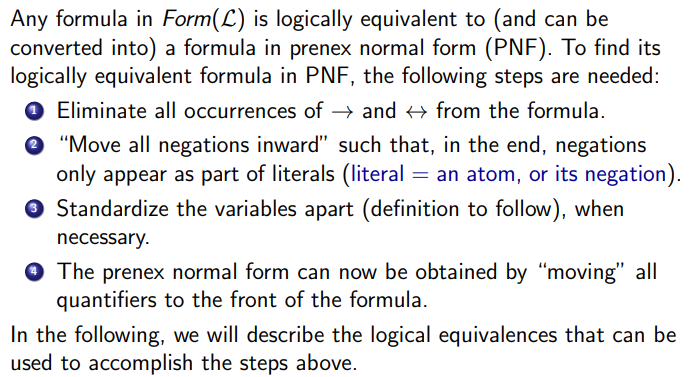 Any formula in Form(ℒ) is logically equivalent to (and can be
converted into) a formula in prenex normal form (PNF). To find its
logically equivalent formula in PNF, the following steps are needed:
1 Eliminate all occurrences of → and ↔ from the formula.
2 “Move all negations inward” such that, in the end, negations
only appear as part of literals (literal = an atom, or its negation).
3 Standardize the variables apart (definition to follow), when
necessary.
4 The prenex normal form can now be obtained by “moving” all
quantifiers to the front of the formula.
In the following, we will describe the logical equivalences that can be
used to accomplish the steps above.